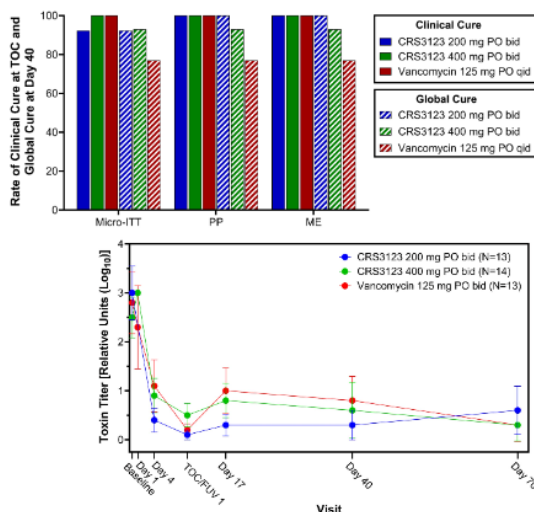 Rate of Clinical Cure at TOC and
Global Cure at Day 40
100
80
60
40
20
0
Micro-ITT
PP
ME
Clinical Cure
CRS3123 200 mg PO bid
CRS3123 400 mg PO bid
Vancomycin 125 mg PO qid
Global Cure
CRS3123 200 mg PO bid
CRS3123 400 mg PO bid
Vancomycin 125 mg PO qid
Toxin Titer [Relative Units (Log10)]
4
3
2
1
0
CRS3123 200 mg PO bid (N=13)
CRS3123 400 mg PO bid (N=14)
Vancomycin 125 mg PO bid (N=13)
Baseline
Day 1
Day 4
TOC/FUV 1
Day 17
Day 40
Day 70
Visit